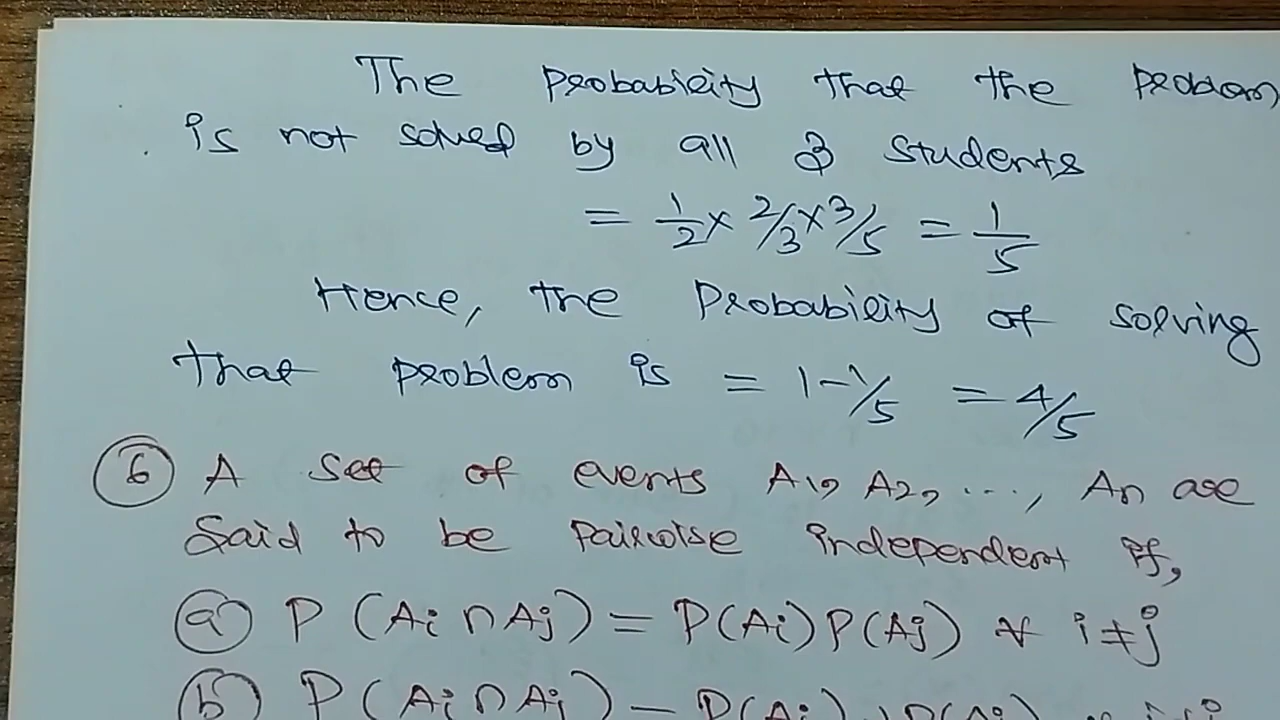 The Probability that the Problem
is not solved by all 3 students
= 1/2 × 2/3 × 3/5 = 1/5
Hence, the Probability of solving
that problem is = 1 - 1/5 = 4/5
6 A set of events A1, A2, ..., An are
Said to be Pairwise independent if,
a) P (Ai ∩ Aj) = P(Ai) P(Aj) ∀ i ≠ j
b) P (Ai ∩ Aj)